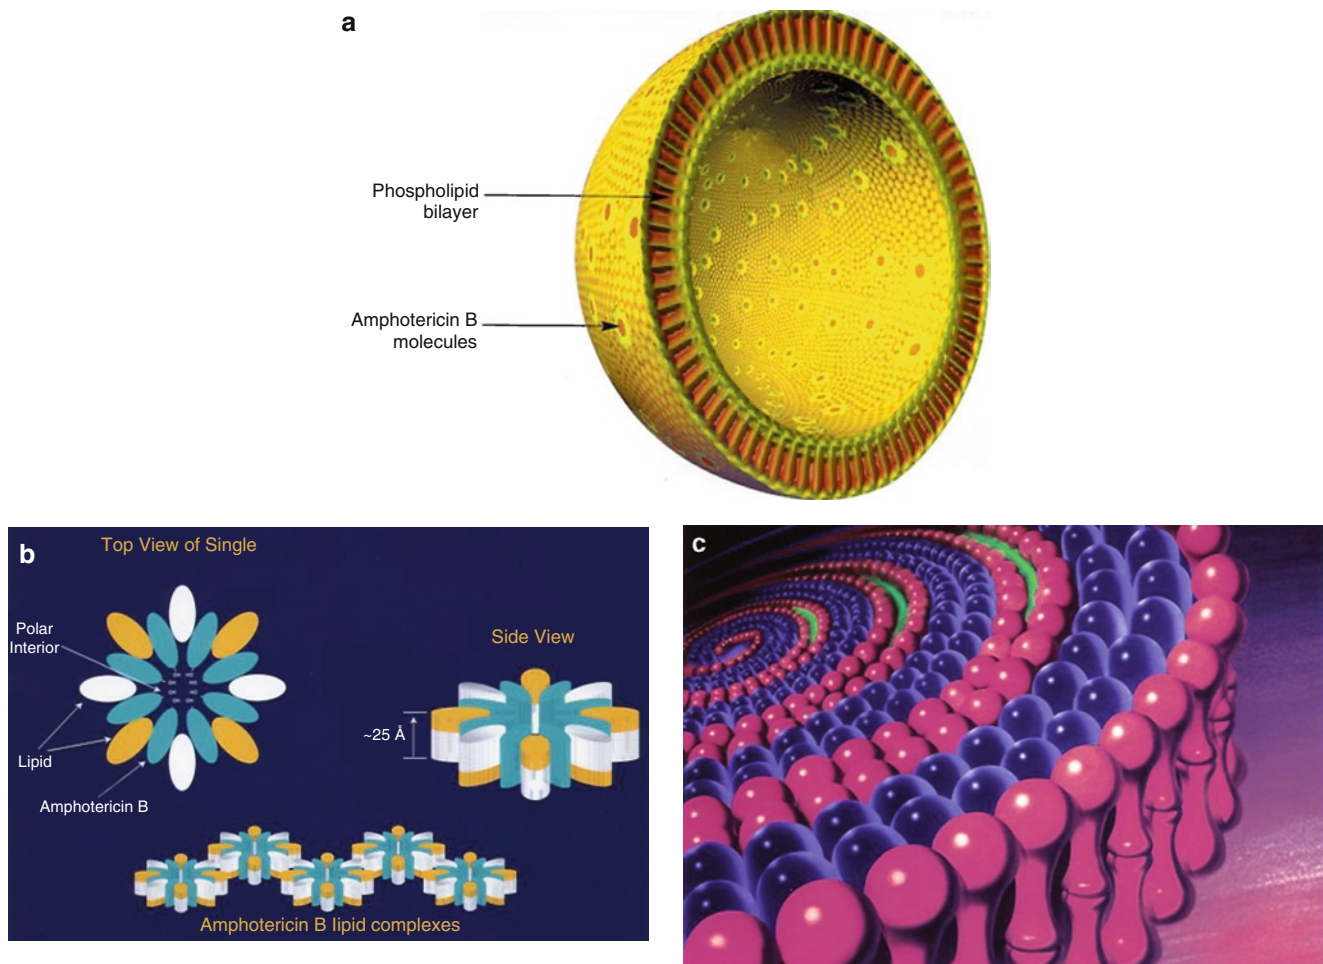 a
Phospholipid
bilayer
Amphotericin B
molecules
b
Top View of Single
Polar
Interior
Side View
~25 Å
Lipid
Amphotericin B
Amphotericin B lipid complexes
c